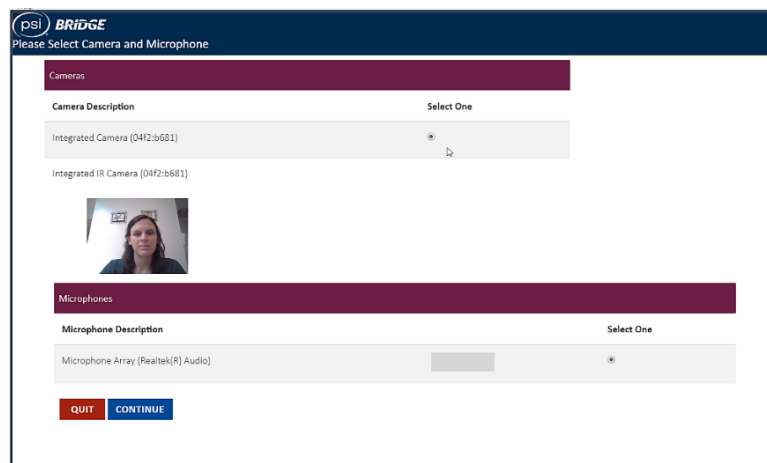 psi BRIDGE
Please Select Camera and Microphone
Cameras
Camera Description Select One
Integrated Camera (04f2:b681)
Integrated IR Camera (04f2:b681)
Microphones
Microphone Description Select One
Microphone Array (Realtek(R) Audio)
QUIT CONTINUE